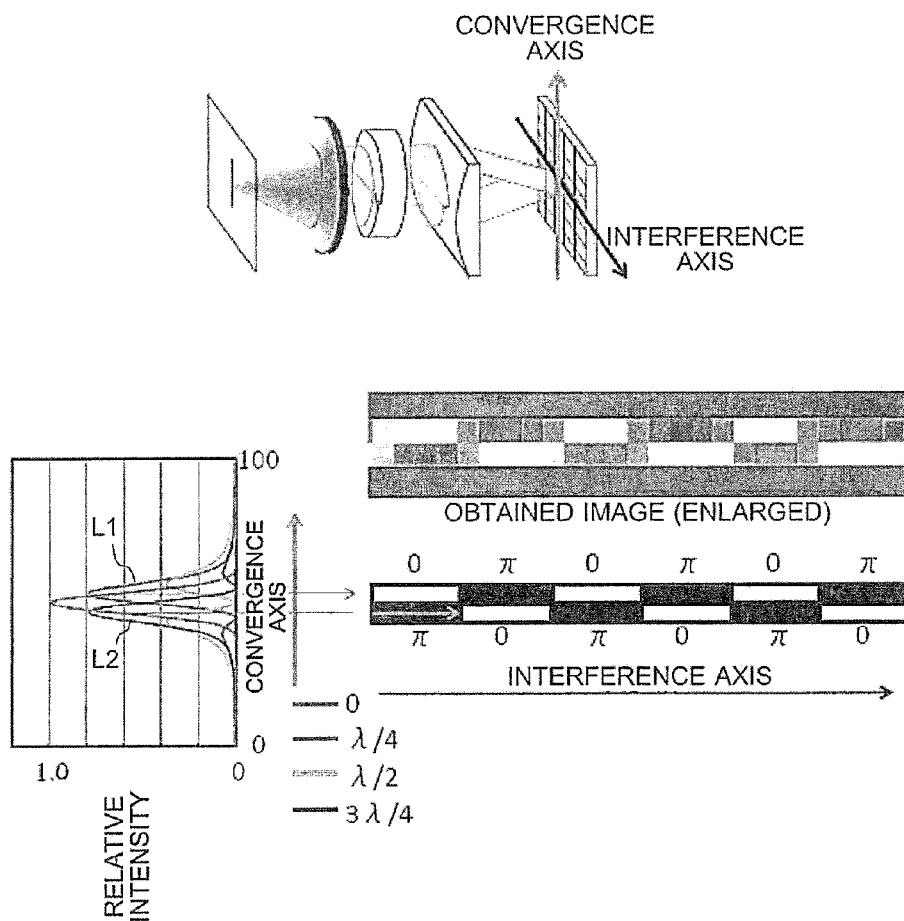 CONVERGENCE
AXIS
INTERFERENCE
AXIS
OBTAINED IMAGE (ENLARGED)
0 π 0 π 0 π
π 0 π 0 π 0
INTERFERENCE AXIS
100
L1
L2
CONVERGENCE
AXIS
0
1.0 0
RELATIVE
INTENSITY
0
λ/4
λ/2
3λ/4